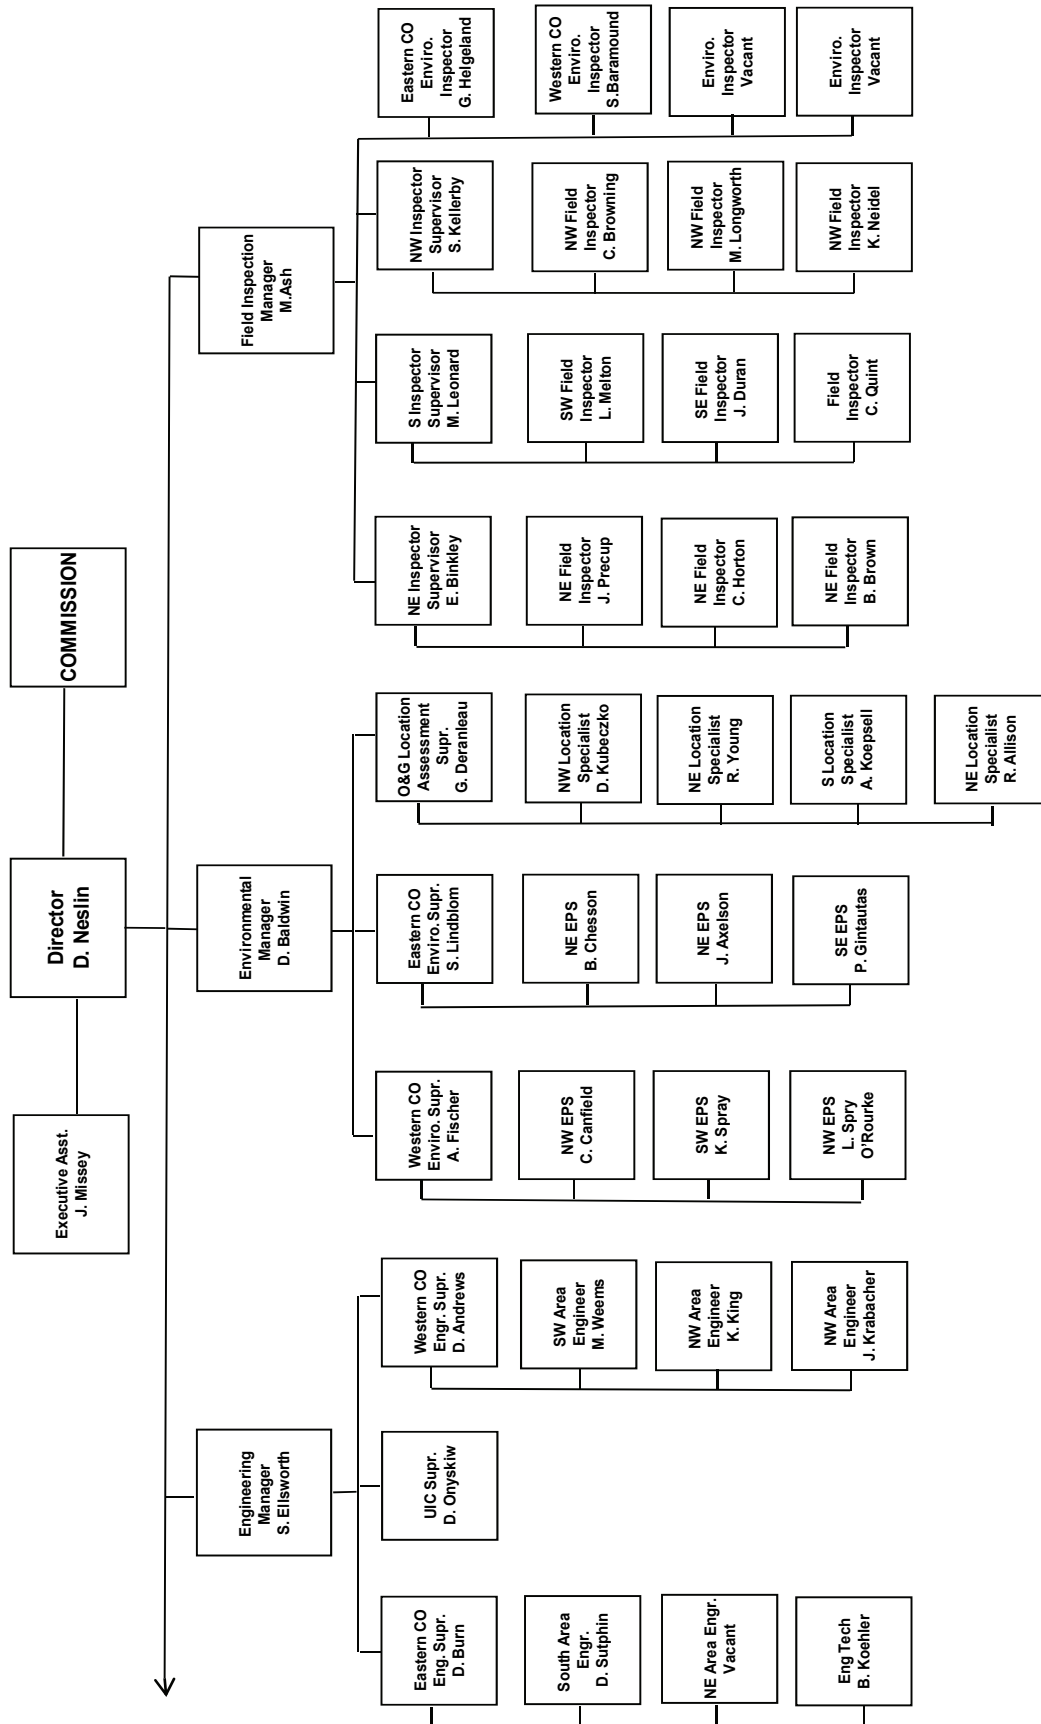 COMMISSION
Director
D. Neslin
Executive Asst.
J. Missey
Engineering
Manager
S. Ellsworth
Environmental
Manager
D. Baldwin
Field Inspection
Manager
M.Ash
Eastern CO
Eng. Supr.
D. Burn
South Area
Engr.
D. Sutphin
NE Area Engr.
Vacant
Eng Tech
B. Koehler
UIC Supr.
D. Onyskiw
Western CO
Engr. Supr.
D. Andrews
SW Area
Engineer
M. Weems
NW Area
Engineer
K. King
NW Area
Engineer
J. Krabacher
Western CO
Enviro. Supr.
A. Fischer
NW EPS
C. Canfield
SW EPS
K. Spray
NW EPS
L. Spry
O'Rourke
Eastern CO
Enviro. Supr.
S. Lindblom
NE EPS
B. Chesson
NE EPS
J. Axelson
SE EPS
P. Gintautas
O&G Location
Assessment
Supr.
G. Deranleau
NW Location
Specialist
D. Kubeczko
NE Location
Specialist
R. Young
S Location
Specialist
A. Koepsell
NE Location
Specialist
R. Allison
NE Inspector
Supervisor
E. Binkley
NE Field
Inspector
J. Precup
NE Field
Inspector
C. Horton
NE Field
Inspector
B. Brown
S Inspector
Supervisor
M. Leonard
SW Field
Inspector
L. Melton
SE Field
Inspector
J. Duran
Field
Inspector
C. Quint
NW Inspector
Supervisor
S. Kellerby
NW Field
Inspector
C. Browning
NW Field
Inspector
M. Longworth
NW Field
Inspector
K. Neidel
Eastern CO
Enviro.
Inspector
G. Helgeland
Western CO
Enviro.
Inspector
S.Baramound
Enviro.
Inspector
Vacant
Enviro.
Inspector
Vacant